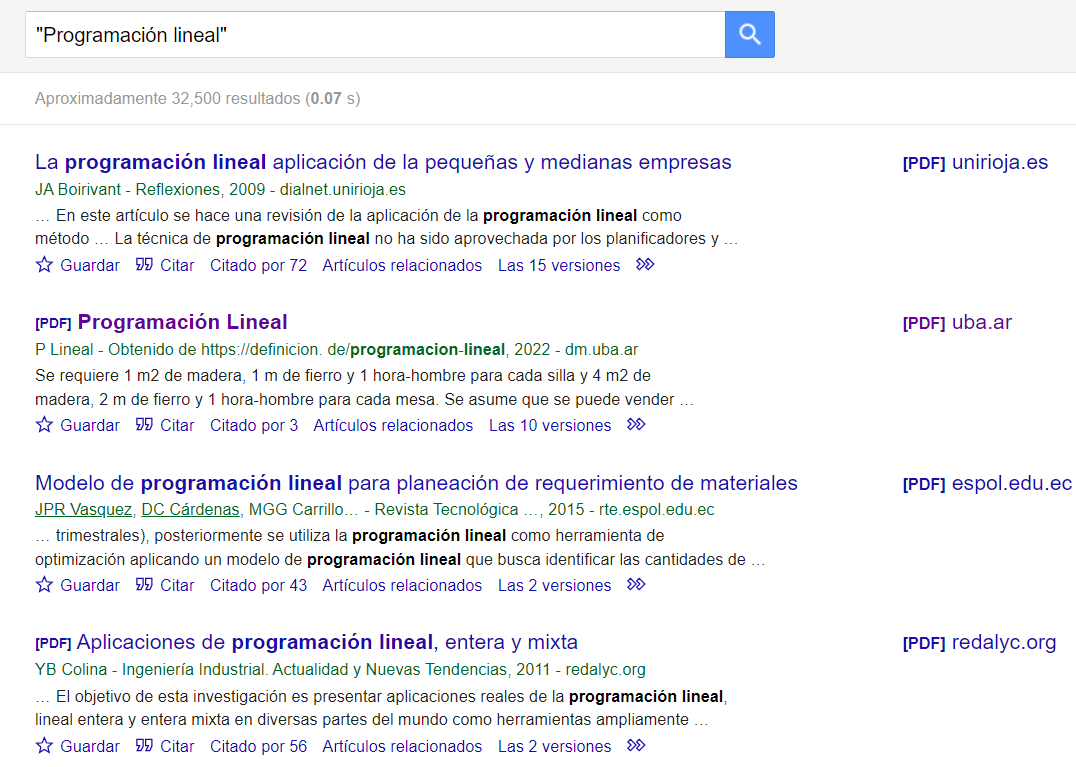 "Programación lineal"
Aproximadamente 32,500 resultados (0.07 s)
La programación lineal aplicación de la pequeñas y medianas empresas
[PDF] unirioja.es
JA Boirivant - Reflexiones, 2009 - dialnet.unirioja.es
... En este artículo se hace una revisión de la aplicación de la programación lineal como
método ... La técnica de programación lineal no ha sido aprovechada por los planificadores y ...
Guardar Citar Citado por 72 Artículos relacionados Las 15 versiones
[PDF] Programación Lineal
[PDF] uba.ar
P Lineal - Obtenido de https://definicion. de/programacion-lineal, 2022 - dm.uba.ar
Se requiere 1 m2 de madera, 1 m de fierro y 1 hora-hombre para cada silla y 4 m2 de
madera, 2 m de fierro y 1 hora-hombre para cada mesa. Se asume que se puede vender ...
Guardar Citar Citado por 3 Artículos relacionados Las 10 versiones
Modelo de programación lineal para planeación de requerimiento de materiales
[PDF] espol.edu.ec
JPR Vasquez, DC Cárdenas, MGG Carrillo... - Revista Tecnológica ..., 2015 - rte.espol.edu.ec
... trimestrales), posteriormente se utiliza la programación lineal como herramienta de
optimización aplicando un modelo de programación lineal que busca identificar las cantidades de ...
Guardar Citar Citado por 43 Artículos relacionados Las 2 versiones
[PDF] Aplicaciones de programación lineal, entera y mixta
[PDF] redalyc.org
YB Colina - Ingeniería Industrial. Actualidad y Nuevas Tendencias, 2011 - redalyc.org
... El objetivo de esta investigación es presentar aplicaciones reales de la programación lineal,
lineal entera y entera mixta en diversas partes del mundo como herramientas ampliamente ...
Guardar Citar Citado por 56 Artículos relacionados Las 2 versiones